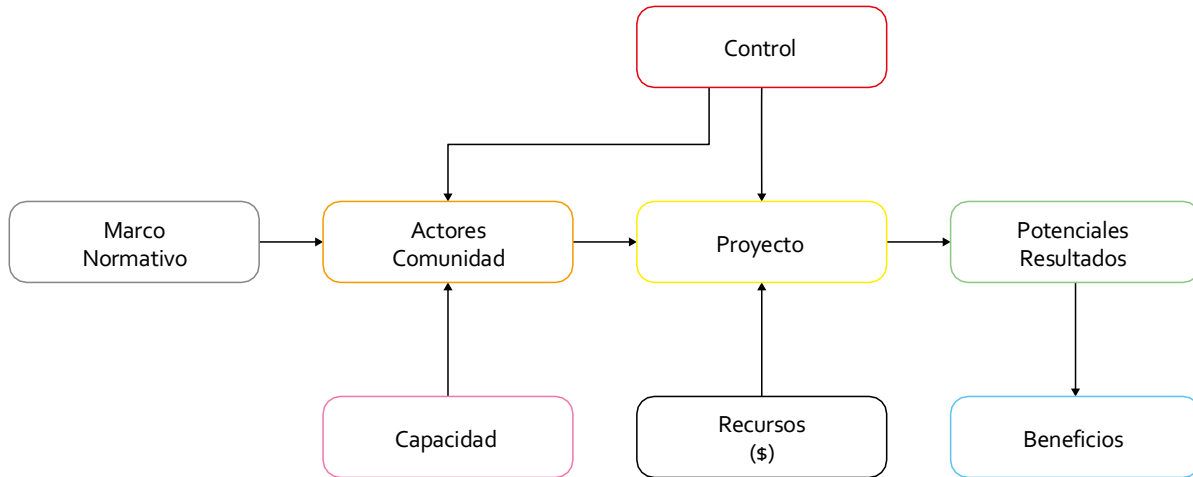 Control
Marco
Normativo
Actores
Comunidad
Proyecto
Potenciales
Resultados
Capacidad
Recursos
($)
Beneficios